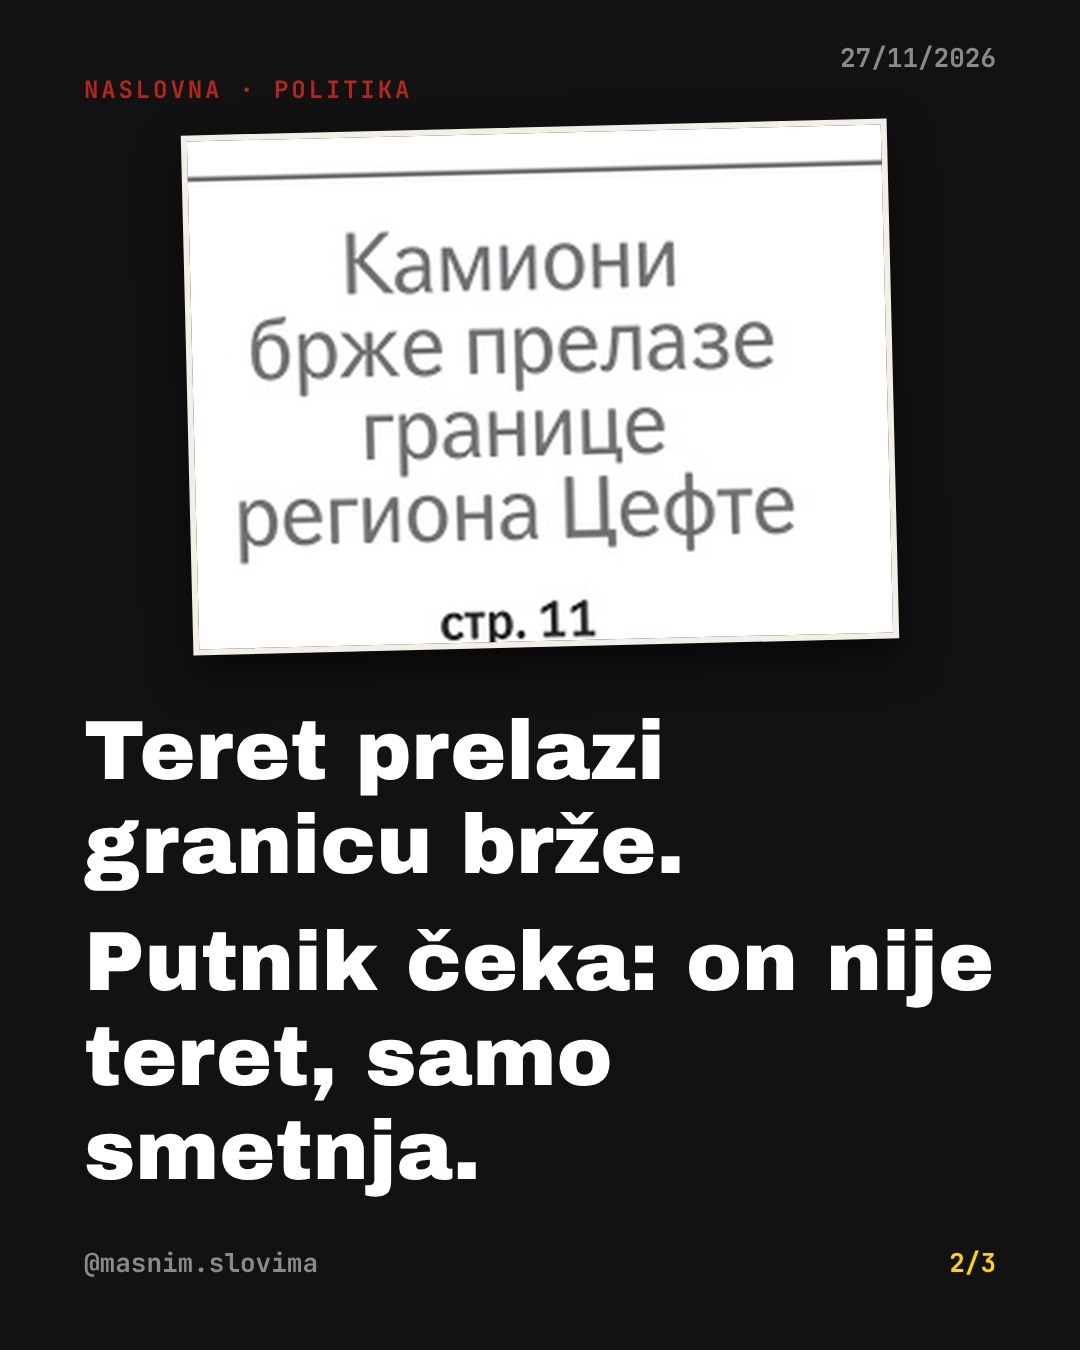 27/11/2026
NASLOVNA · POLITIKA
Камиони
брже прелазе
границе
региона Цефте
стр. 11
Teret prelazi
granicu brže.
Putnik čeka: on nije
teret, samo
smetnja.
@masnim.slovima
2/3